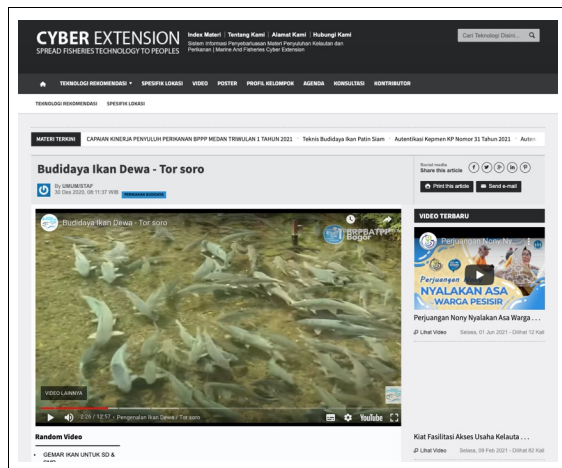 CYBER EXTENSION
SPREAD FISHERIES TECHNOLOGY TO PEOPLES
Index Materi | Tentang Kami | Alamat Kami | Hubungi Kami
Sistem Informasi Penyebarluasan Materi Penyuluhan Kelautan dan
Perikanan | Marine And Fisheries Cyber Extension
Cari Teknologi Disini...
TEKNOLOGI REKOMENDASI SPESIFIK LOKASI VIDEO POSTER PROFIL KELOMPOK AGENDA KONSULTASI KONTRIBUTOR
TEKNOLOGI REKOMENDASI SPESIFIK LOKASI
MATERI TERKINI CAPAIAN KINERJA PENYULUH PERIKANAN BPPP MEDAN TRIWULAN 1 TAHUN 2021 Teknis Budidaya Ikan Patin Siam Autentikasi Kepmen KP Nomor 31 Tahun 2021 Auten
Budidaya Ikan Dewa - Tor soro
By UMUM/STAF
30 Des 2020, 08:11:37 WIB PERIKANAN BUDIDAYA
Social media
Share this article
Print this article Send e-mail
Budidaya Ikan Dewa - Tor soro
BRPBATPP
Bogor
VIDEO LAINNYA
2:26 / 12:57 • Pengenalan Ikan Dewa / Tor soro
YouTube
VIDEO TERBARU
Perjuangan Nony Ny...
Perjuangan Nony
NYALAKAN ASA
WARGA PESISIR
Perjuangan Nony Nyalakan Asa Warga . . .
Lihat Video Selasa, 01 Jun 2021 - Dilihat 12 Kali
Kiat Fasilitasi Akses Usaha Kelauta . . .
Lihat Video Selasa, 09 Feb 2021 - Dilihat 62 Kali
Random Video
GEMAR IKAN UNTUK SD &